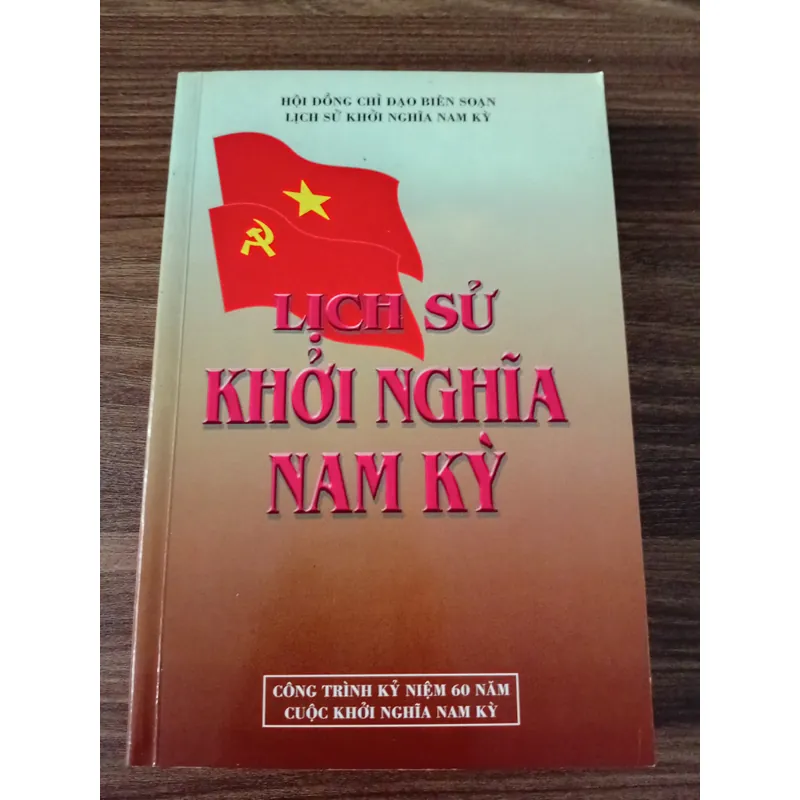 HỘI ĐỒNG CHỈ ĐẠO BIÊN SOẠN
LỊCH SỬ KHỞI NGHĨA NAM KỲ
LỊCH SỬ
KHỞI NGHĨA
NAM KỲ
CÔNG TRÌNH KỶ NIỆM 60 NĂM
CUỘC KHỞI NGHĨA NAM KỲ